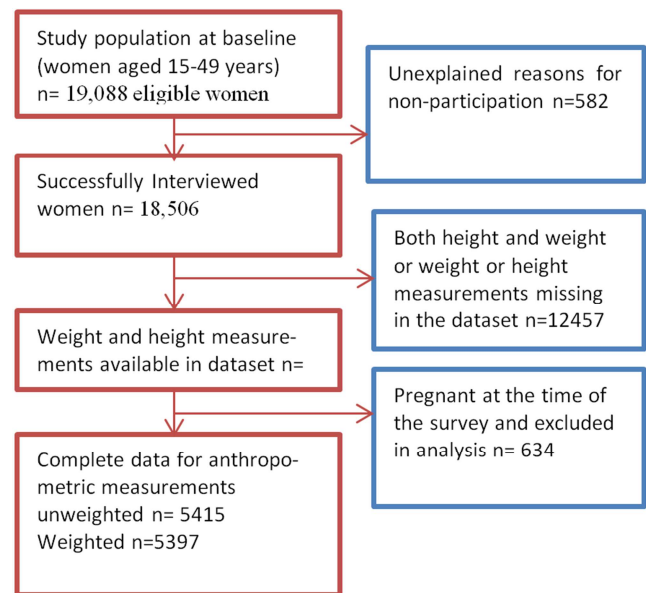 Study population at baseline
(women aged 15-49 years)
n= 19,088 eligible women
Unexplained reasons for
non-participation n=582
Successfully Interviewed
women n= 18,506
Both height and weight
or weight or height
measurements missing
in the dataset n=12457
Weight and height measure-
ments available in dataset n=
Pregnant at the time of
the survey and excluded
in analysis n= 634
Complete data for anthropo-
metric measurements
unweighted n= 5415
Weighted n=5397